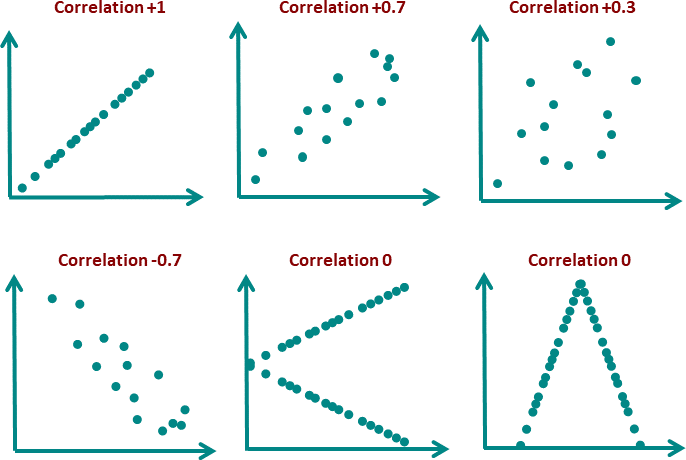 Correlation +1
Correlation +0.7
Correlation +0.3
Correlation -0.7
Correlation 0
Correlation 0